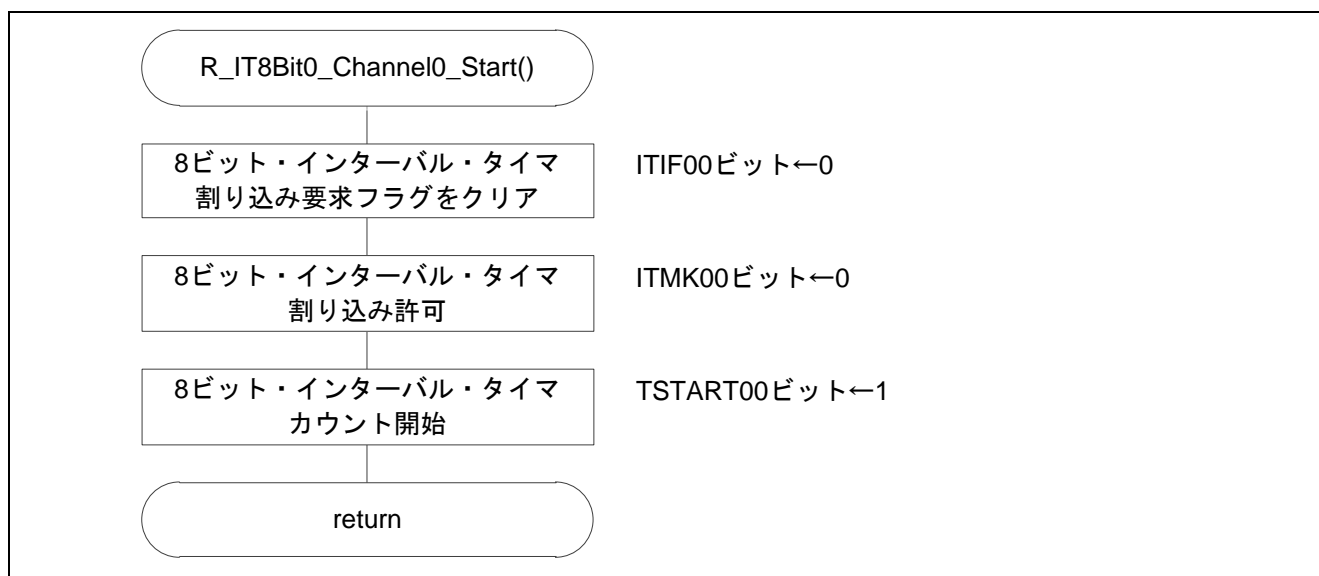 R_IT8Bit0_Channel0_Start()
8ビット・インターバル・タイマ
割り込み要求フラグをクリア
ITIF00ビット←0
8ビット・インターバル・タイマ
割り込み許可
ITMK00ビット←0
8ビット・インターバル・タイマ
カウント開始
TSTART00ビット←1
return